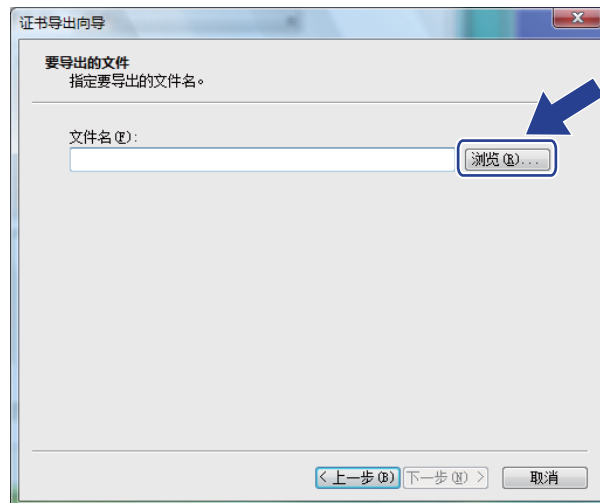 证书导出向导
要导出的文件
指定要导出的文件名。
文件名(F):
浏览(R)...
< 上一步(B)
下一步(N) >
取消